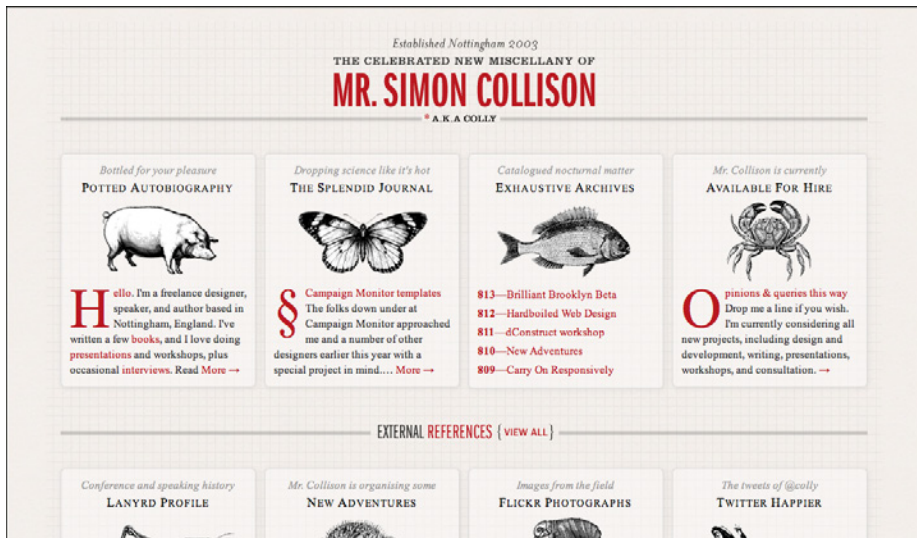 Established Nottingham 2003
THE CELEBRATED NEW MISCELLANY OF
MR. SIMON COLLISON
* A.K.A COLLY
Bottled for your pleasure
POTTED AUTOBIOGRAPHY
Hello. I'm a freelance designer,
speaker, and author based in
Nottingham, England. I've
written a few books, and I love doing
presentations and workshops, plus
occasional interviews. Read More →
Dropping science like it's hot
THE SPLENDID JOURNAL
§ Campaign Monitor templates
The folks down under at
Campaign Monitor approached
me and a number of other
designers earlier this year with a
special project in mind.... More →
Catalogued nocturnal matter
EXHAUSTIVE ARCHIVES
813—Brilliant Brooklyn Beta
812—Hardboiled Web Design
811—dConstruct workshop
810—New Adventures
809—Carry On Responsively
Mr. Collison is currently
AVAILABLE FOR HIRE
Opinions & queries this way
Drop me a line if you wish.
I'm currently considering all
new projects, including design and
development, writing, presentations,
workshops, and consultation. →
EXTERNAL REFERENCES { VIEW ALL }
Conference and speaking history
LANYRD PROFILE
Mr. Collison is organising some
NEW ADVENTURES
Images from the field
FLICKR PHOTOGRAPHS
The tweets of @colly
TWITTER HAPPIER